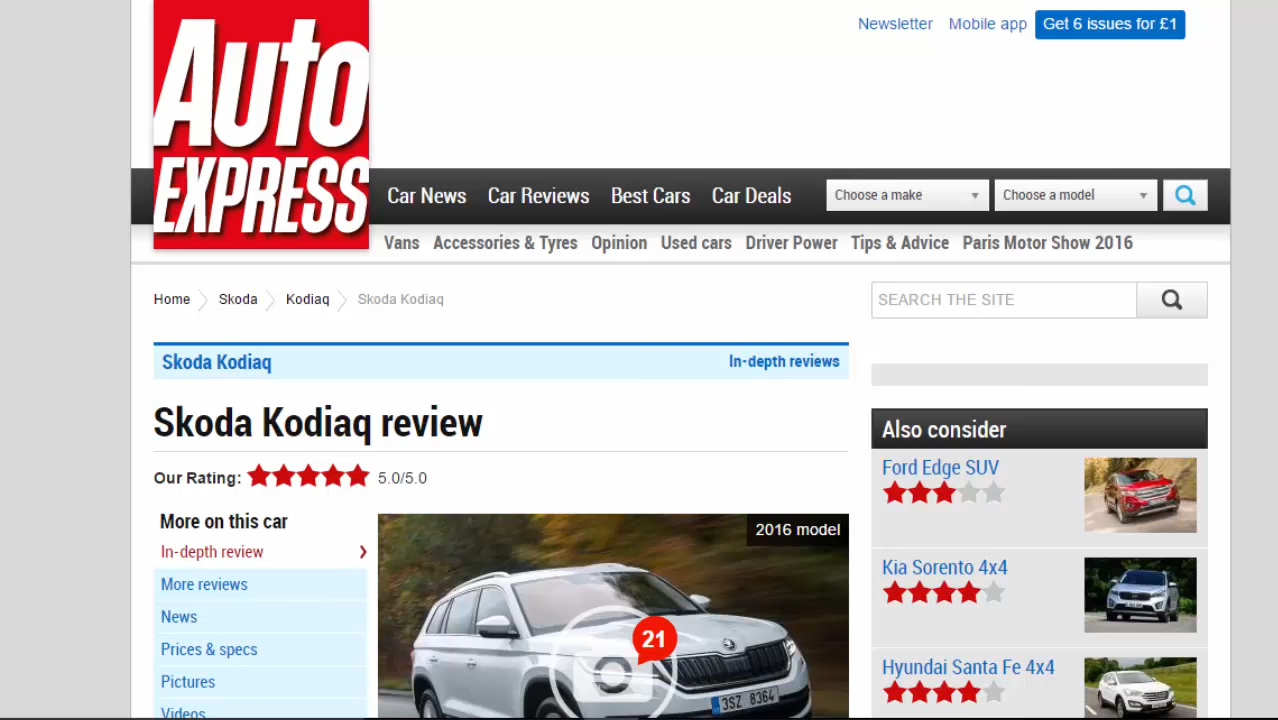 Newsletter Mobile app Get 6 issues for £1
Auto
EXPRESS
Car News Car Reviews Best Cars Car Deals Choose a make Choose a model
Vans Accessories & Tyres Opinion Used cars Driver Power Tips & Advice Paris Motor Show 2016
Home Skoda Kodiaq Skoda Kodiaq
SEARCH THE SITE
Skoda Kodiaq In-depth reviews
Skoda Kodiaq review
Our Rating: 5.0/5.0
More on this car
In-depth review
More reviews
News
Prices & specs
Pictures
Videos
2016 model
21
3SZ 8364
Also consider
Ford Edge SUV
Kia Sorento 4x4
Hyundai Santa Fe 4x4